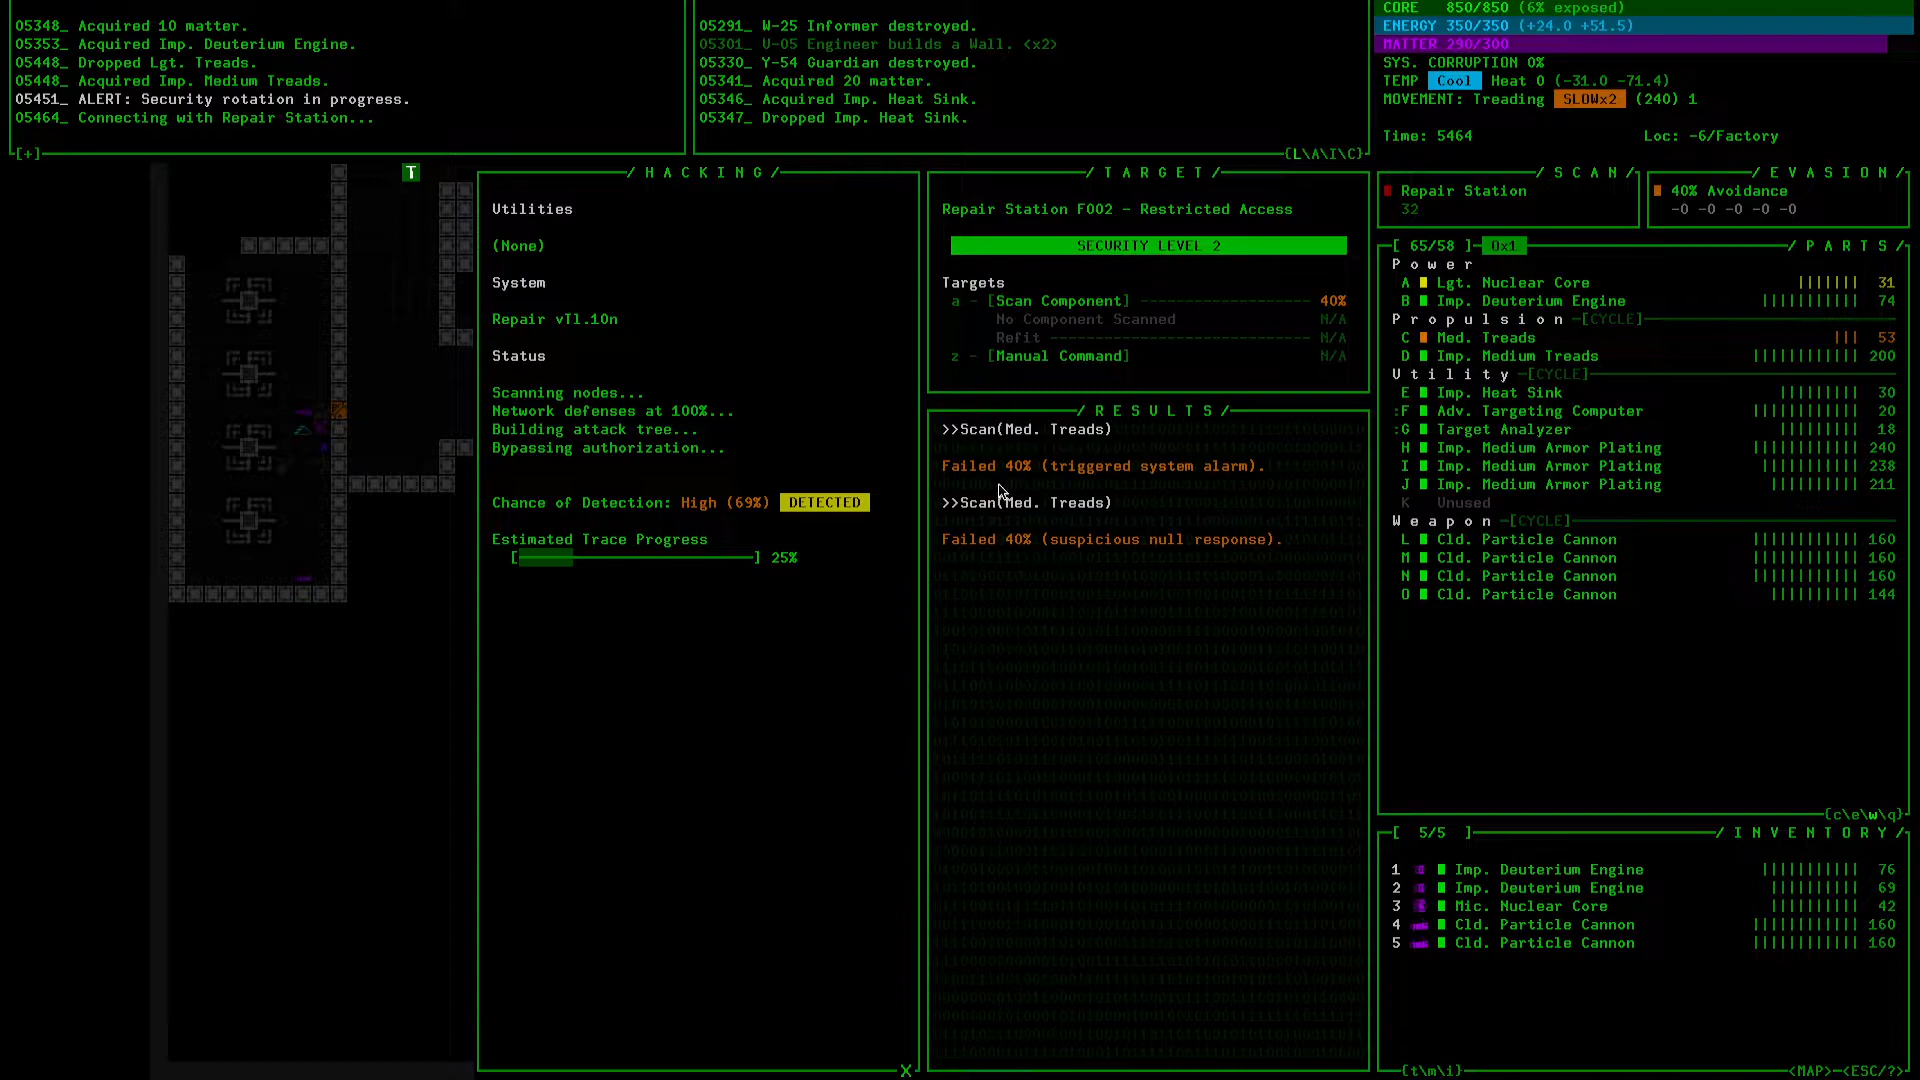 05348_ Acquired 10 matter.
05353_ Acquired Imp. Deuterium Engine.
05448_ Dropped Lgt. Treads.
05448_ Acquired Imp. Medium Treads.
05451_ ALERT: Security rotation in progress.
05464_ Connecting with Repair Station...
[+]
05291_ W-25 Informer destroyed.
05301_ U-05 Engineer builds a Wall. <x2>
05330_ Y-54 Guardian destroyed.
05341_ Acquired 20 matter.
05346_ Acquired Imp. Heat Sink.
05347_ Dropped Imp. Heat Sink.
{L\A\I\C}
CORE 850/850 (6% exposed)
ENERGY 350/350 (+24.0 +51.5)
MATTER 290/300
SYS. CORRUPTION 0%
TEMP Cool Heat 0 (-31.0 -71.4)
MOVEMENT: Treading SLOWx2 (240) 1
Time: 5464 Loc: -6/Factory
T
/ H A C K I N G /
Utilities
(None)
System
Repair vTl.10n
Status
Scanning nodes...
Network defenses at 100%...
Building attack tree...
Bypassing authorization...
Chance of Detection: High (69%) DETECTED
Estimated Trace Progress
[ ] 25%
X
/ T A R G E T /
Repair Station F002 - Restricted Access
SECURITY LEVEL 2
Targets
a - [Scan Component] 40%
No Component Scanned N/A
Refit N/A
z - [Manual Command] N/A
/ R E S U L T S /
>>Scan(Med. Treads)
Failed 40% (triggered system alarm).
>>Scan(Med. Treads)
Failed 40% (suspicious null response).
/ S C A N /
Repair Station
32
/ E V A S I O N /
40% Avoidance
-0 -0 -0 -0 -0
[ 65/58 ] 0x1 / P A R T S /
P o w e r
A Lgt. Nuclear Core 31
B Imp. Deuterium Engine 74
P r o p u l s i o n [CYCLE]
C Med. Treads 53
D Imp. Medium Treads 200
U t i l i t y [CYCLE]
E Imp. Heat Sink 30
:F Adv. Targeting Computer 20
:G Target Analyzer 18
H Imp. Medium Armor Plating 240
I Imp. Medium Armor Plating 238
J Imp. Medium Armor Plating 211
K Unused
W e a p o n [CYCLE]
L Cld. Particle Cannon 160
M Cld. Particle Cannon 160
N Cld. Particle Cannon 160
O Cld. Particle Cannon 144
{c\e\w\q}
[ 5/5 ] / I N V E N T O R Y /
1 Imp. Deuterium Engine 76
2 Imp. Deuterium Engine 69
3 Mic. Nuclear Core 42
4 Cld. Particle Cannon 160
5 Cld. Particle Cannon 160
{t\m\i} <MAP> <ESC/?>